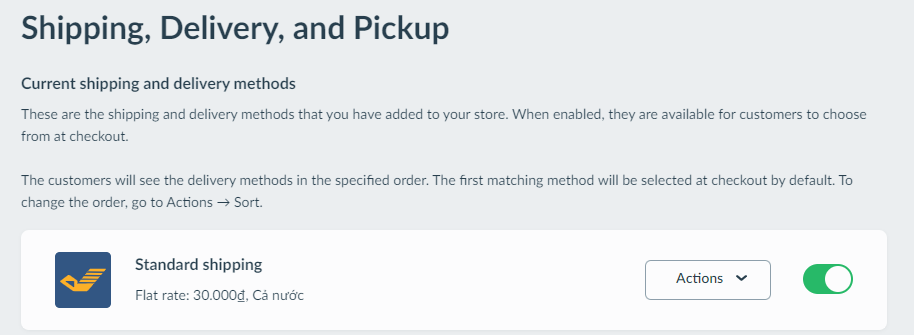 Shipping, Delivery, and Pickup
Current shipping and delivery methods
These are the shipping and delivery methods that you have added to your store. When enabled, they are available for customers to choose
from at checkout.
The customers will see the delivery methods in the specified order. The first matching method will be selected at checkout by default. To
change the order, go to Actions → Sort.
Standard shipping
Actions
Flat rate: 30.000₫, Cả nước